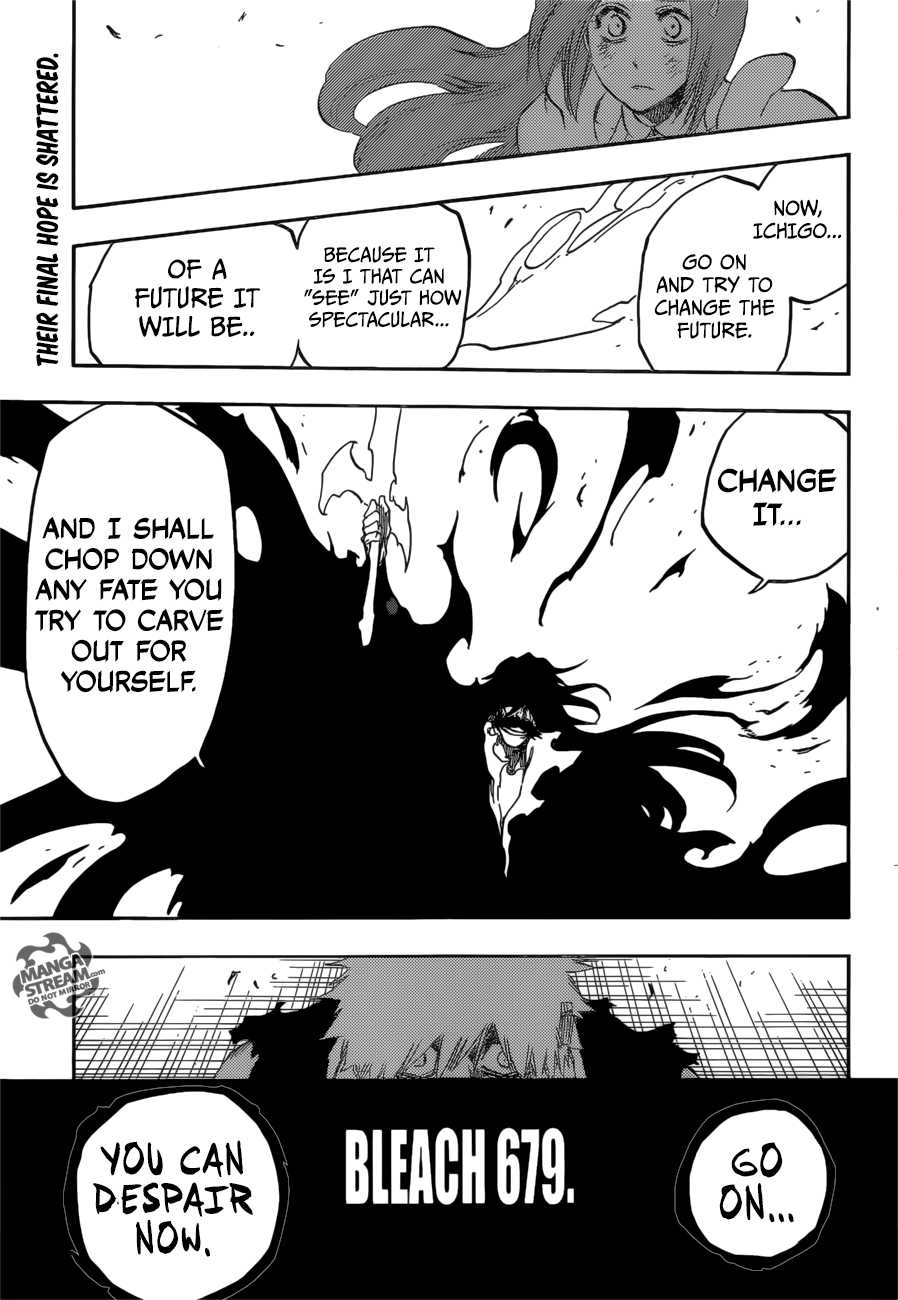 THEIR FINAL HOPE IS SHATTERED.
NOW,
ICHIGO...
GO ON
AND TRY TO
CHANGE THE
FUTURE.
BECAUSE IT
IS I THAT CAN
"SEE" JUST HOW
SPECTACULAR...
OF A
FUTURE IT
WILL BE..
CHANGE
IT...
AND I SHALL
CHOP DOWN
ANY FATE YOU
TRY TO CARVE
OUT FOR
YOURSELF.
MANGA
STREAM.com
DO NOT MIRROR
GO
ON...
BLEACH 679.
YOU CAN
DESPAIR
NOW.